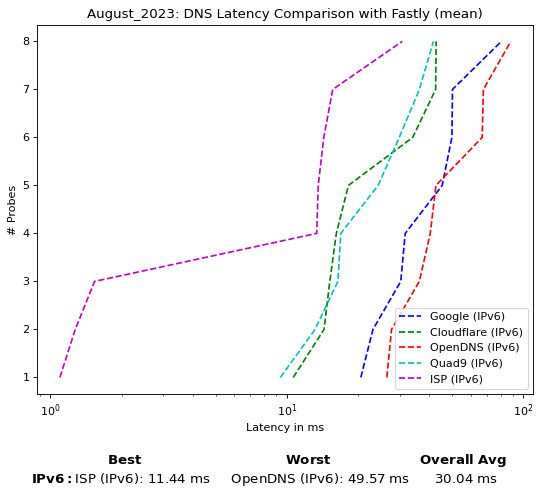 August_2023: DNS Latency Comparison with Fastly (mean)
8
7
6
5
4
3
2
1
# Probes
Google (IPv6)
Cloudflare (IPv6)
OpenDNS (IPv6)
Quad9 (IPv6)
ISP (IPv6)
10⁰ 10¹ 10²
Latency in ms
Best Worst Overall Avg
IPv6: ISP (IPv6): 11.44 ms OpenDNS (IPv6): 49.57 ms 30.04 ms